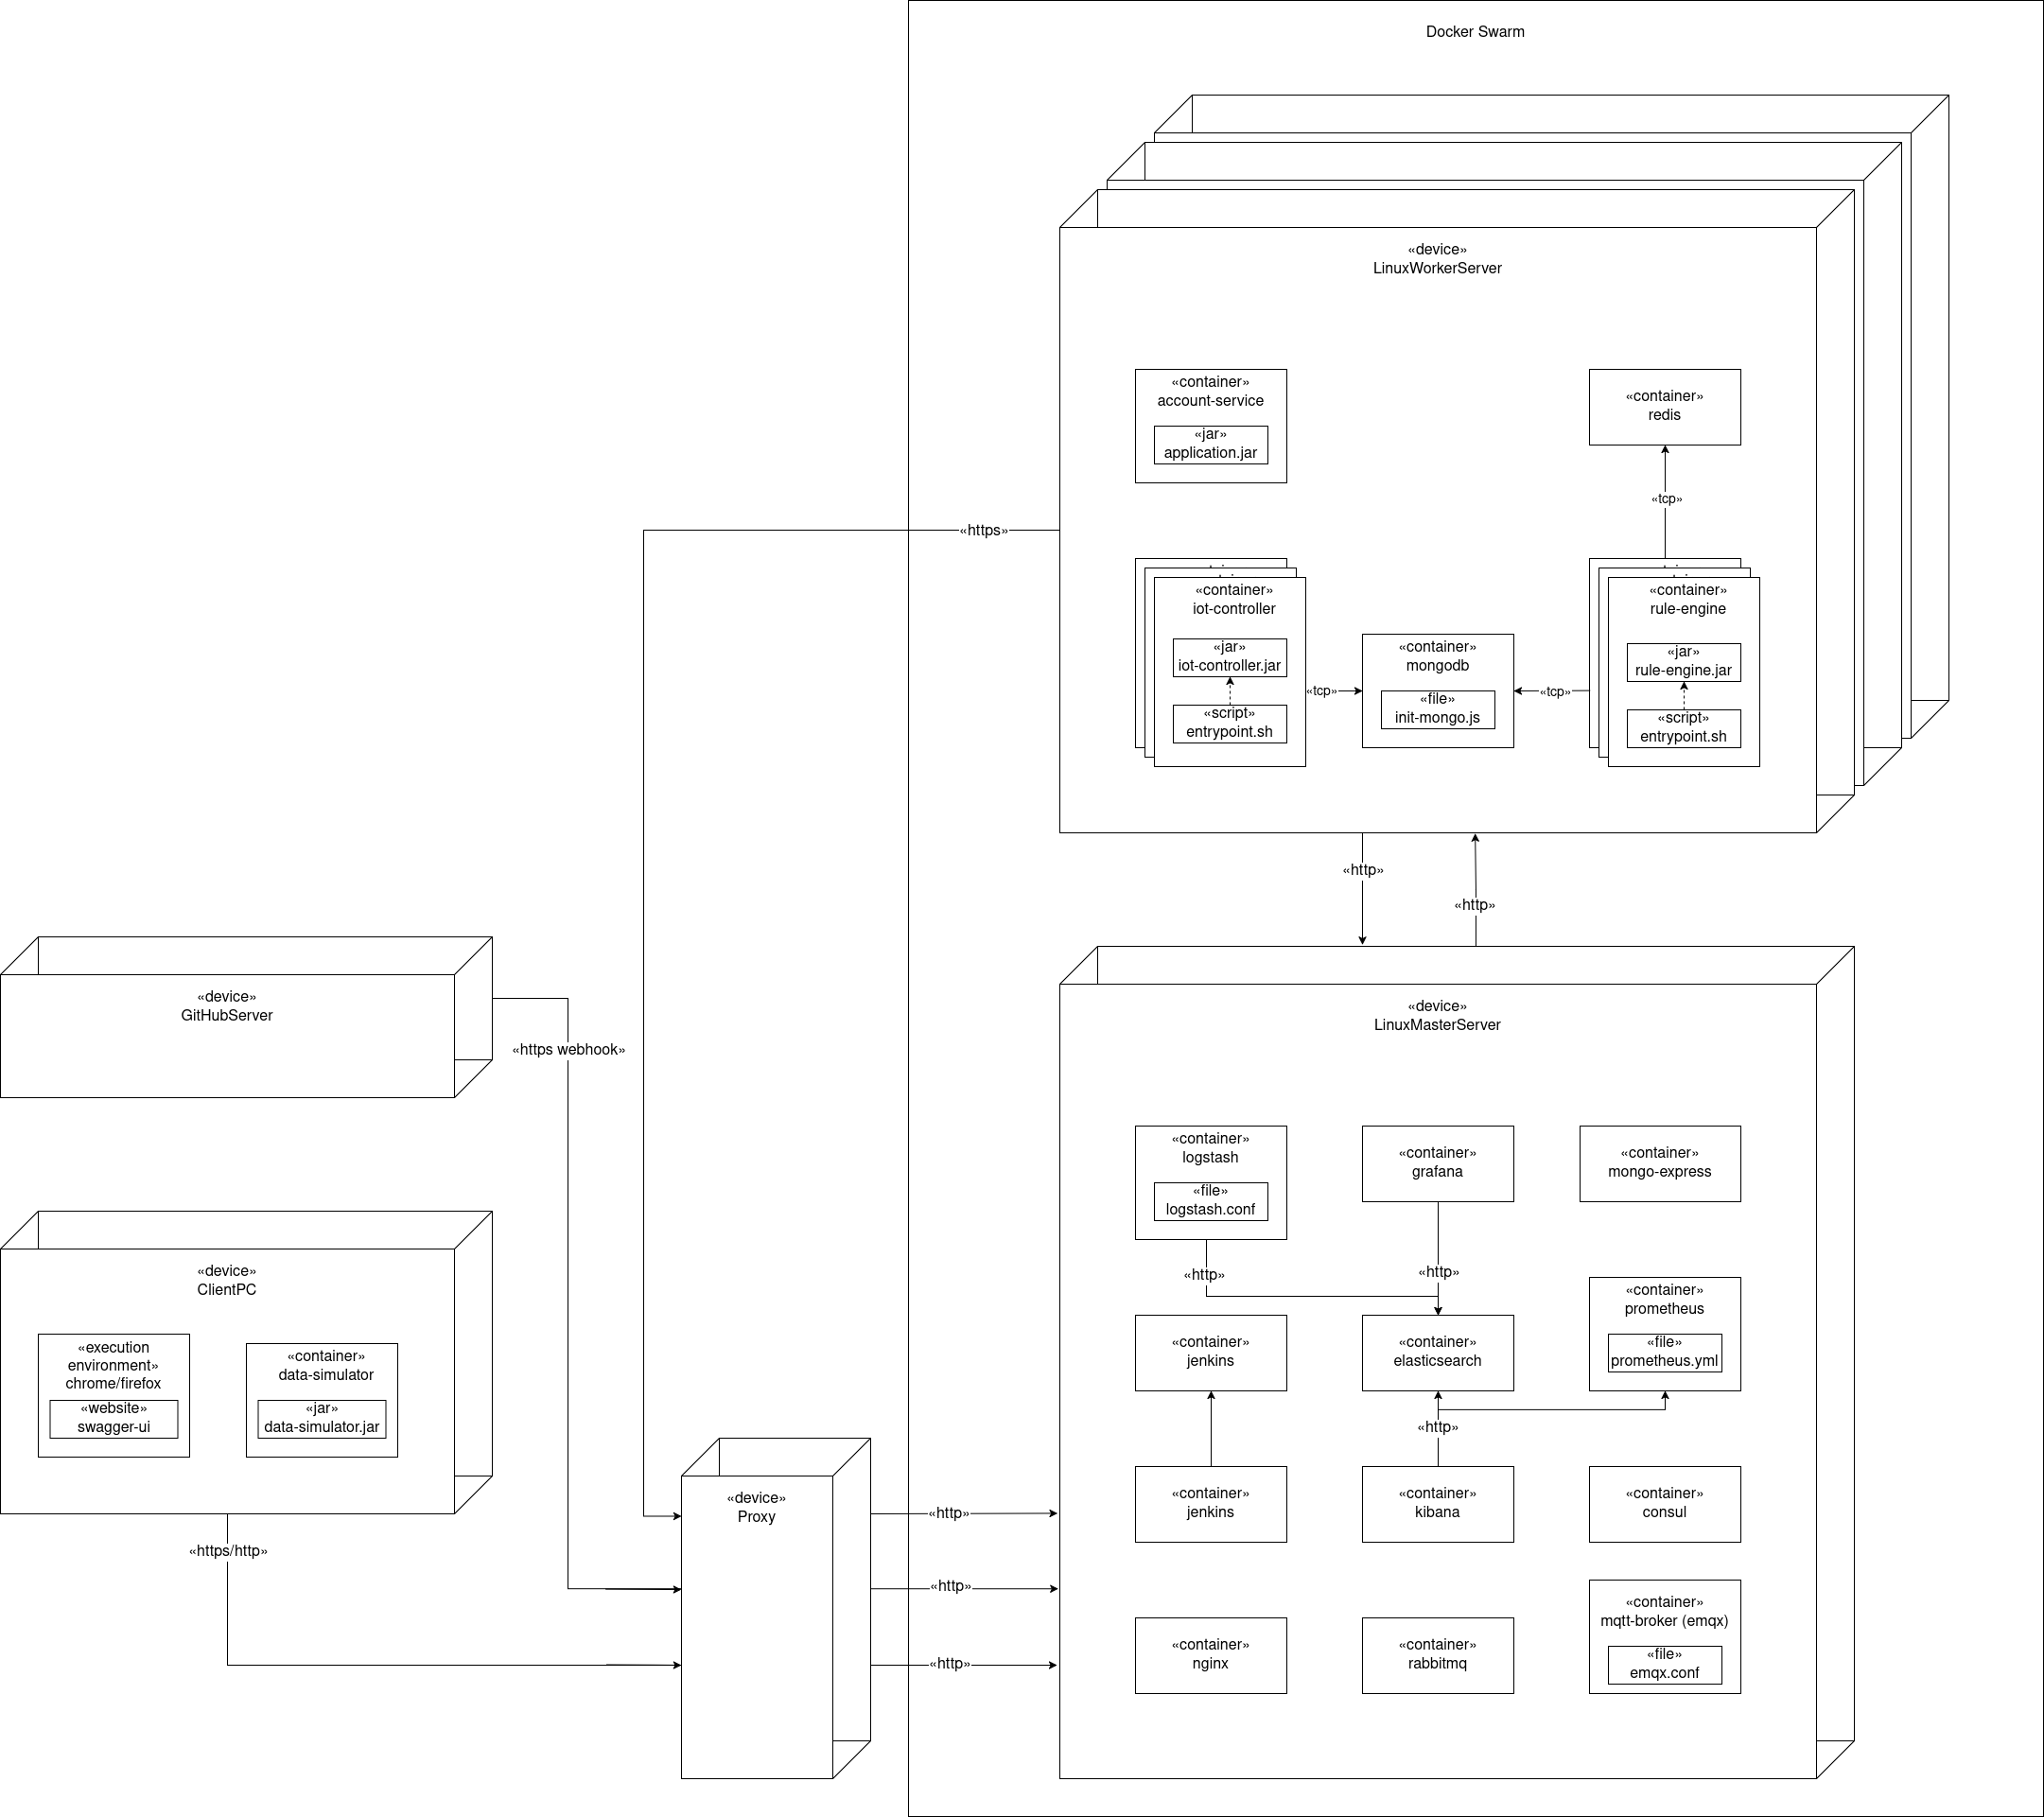 Docker Swarm
«device»
LinuxWorkerServer
«container»
account-service
«jar»
application.jar
«container»
redis
«tcp»
«https»
«container»
iot-controller
«jar»
iot-controller.jar
«script»
entrypoint.sh
«tcp»
«container»
mongodb
«file»
init-mongo.js
«tcp»
«container»
rule-engine
«jar»
rule-engine.jar
«script»
entrypoint.sh
«http»
«http»
«device»
GitHubServer
«https webhook»
«device»
LinuxMasterServer
«container»
logstash
«file»
logstash.conf
«container»
grafana
«container»
mongo-express
«http»
«http»
«device»
ClientPC
«execution
environment»
chrome/firefox
«website»
swagger-ui
«container»
data-simulator
«jar»
data-simulator.jar
«container»
jenkins
«container»
elasticsearch
«container»
prometheus
«file»
prometheus.yml
«http»
«https/http»
«device»
Proxy
«http»
«http»
«http»
«container»
jenkins
«container»
kibana
«container»
consul
«container»
nginx
«container»
rabbitmq
«container»
mqtt-broker (emqx)
«file»
emqx.conf